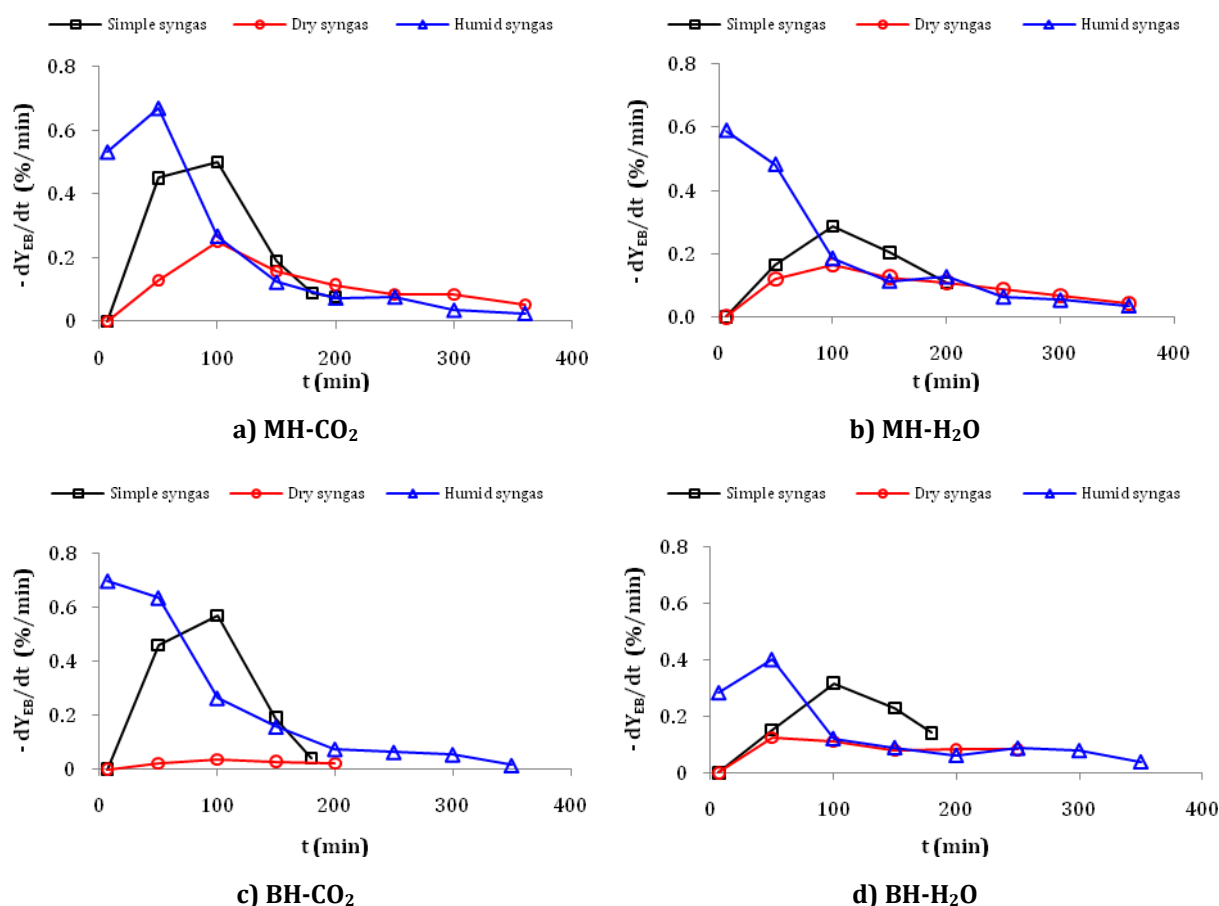 Simple syngas Dry syngas Humid syngas
- dY_EB/dt (%/min)
0.8
0.6
0.4
0.2
0
0 100 200 300 400
t (min)
a) MH-CO₂
Simple syngas Dry syngas Humid syngas
- dY_EB/dt (%/min)
0.8
0.6
0.4
0.2
0.0
0 100 200 300 400
t (min)
b) MH-H₂O
Simple syngas Dry syngas Humid syngas
- dY_EB/dt (%/min)
0.8
0.6
0.4
0.2
0
0 100 200 300 400
t (min)
c) BH-CO₂
Simple syngas Dry syngas Humid syngas
- dY_EB/dt (%/min)
0.8
0.6
0.4
0.2
0
0 100 200 300 400
t (min)
d) BH-H₂O